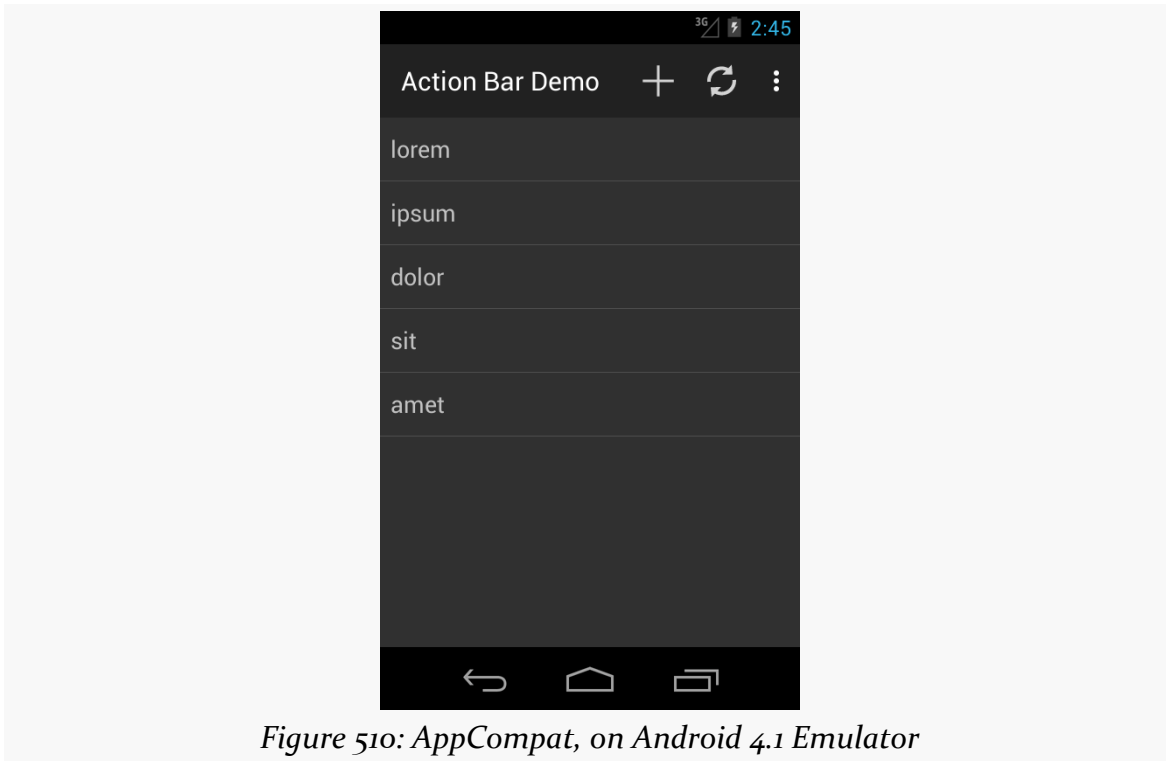 3G 2:45
Action Bar Demo
lorem
ipsum
dolor
sit
amet
Figure 510: AppCompat, on Android 4.1 Emulator